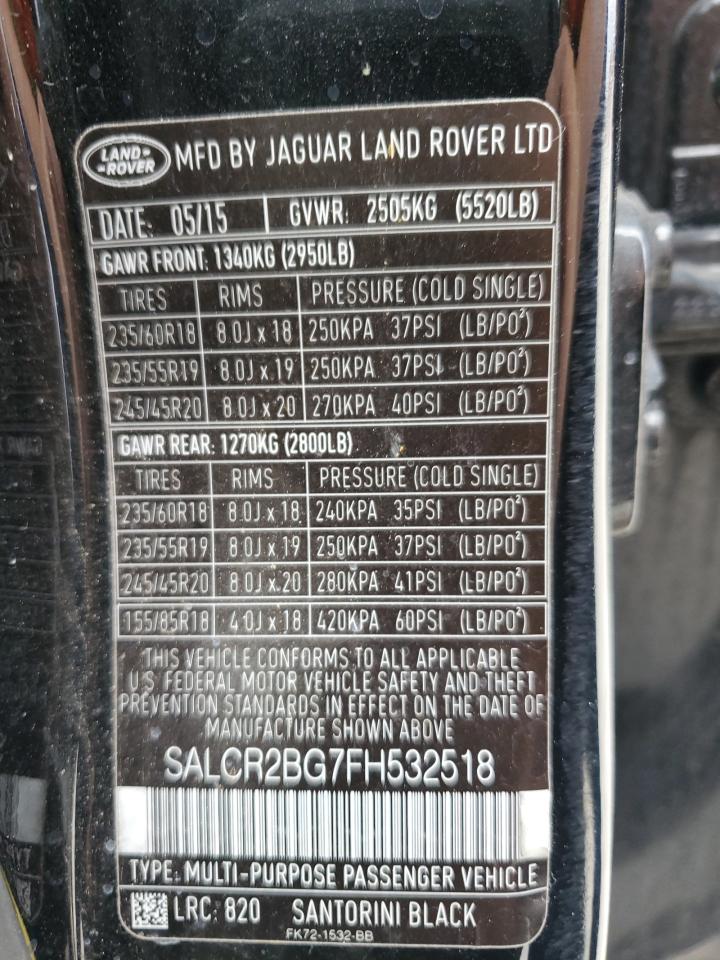 LAND-
-ROVER
MFD BY JAGUAR LAND ROVER LTD
DATE: 05/15 GVWR: 2505KG (5520LB)
GAWR FRONT: 1340KG (2950LB)
TIRES RIMS PRESSURE (COLD SINGLE)
235/60R18 8.0J x 18 250KPA 37PSI (LB/PO²)
235/55R19 8.0J x 19 250KPA 37PSI (LB/PO²)
245/45R20 8.0J x 20 270KPA 40PSI (LB/PO²)
GAWR REAR: 1270KG (2800LB)
TIRES RIMS PRESSURE (COLD SINGLE)
235/60R18 8.0J x 18 240KPA 35PSI (LB/PO²)
235/55R19 8.0J x 19 250KPA 37PSI (LB/PO²)
245/45R20 8.0J x 20 280KPA 41PSI (LB/PO²)
155/85R18 4.0J x 18 420KPA 60PSI (LB/PO²)
THIS VEHICLE CONFORMS TO ALL APPLICABLE
U.S. FEDERAL MOTOR VEHICLE SAFETY AND THEFT
PREVENTION STANDARDS IN EFFECT ON THE DATE OF
MANUFACTURE SHOWN ABOVE
SALCR2BG7FH532518
TYPE: MULTI-PURPOSE PASSENGER VEHICLE
LRC: 820 SANTORINI BLACK
FK72-1532-BB